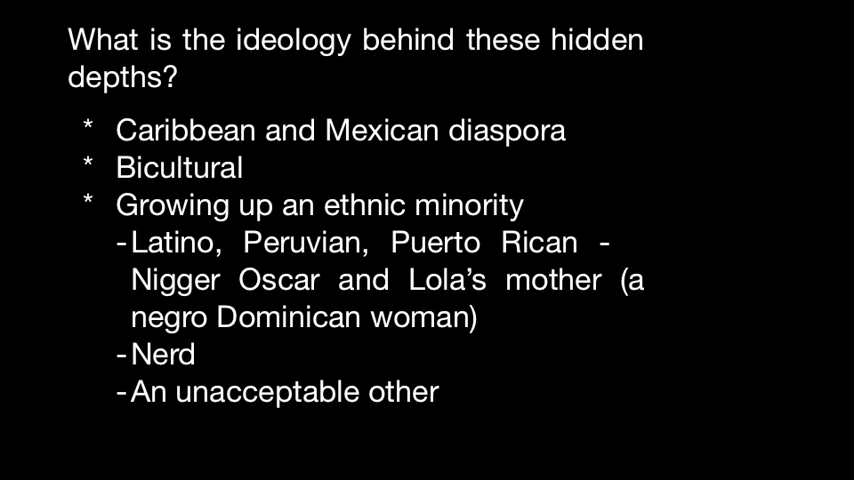 What is the ideology behind these hidden
depths?
* Caribbean and Mexican diaspora
* Bicultural
* Growing up an ethnic minority
-Latino, Peruvian, Puerto Rican -
Nigger Oscar and Lola's mother (a
negro Dominican woman)
-Nerd
-An unacceptable other